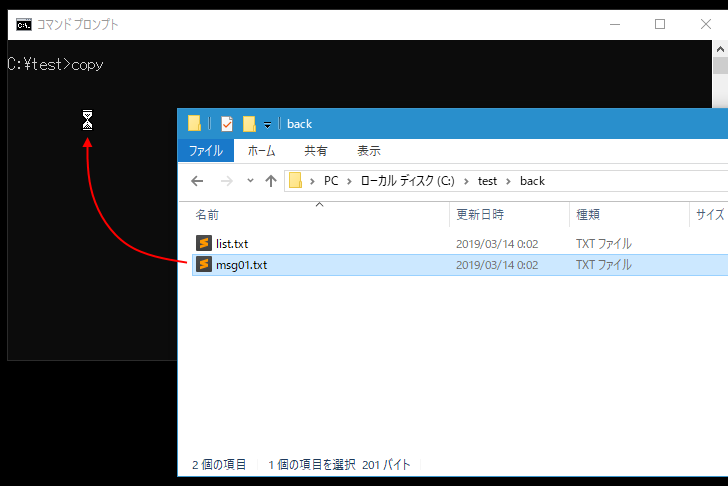 コマンド プロンプト
C:¥test>copy
back
ファイル ホーム 共有 表示
PC › ローカル ディスク (C:) › test › back
名前 更新日時 種類 サイズ
list.txt 2019/03/14 0:02 TXT ファイル
msg01.txt 2019/03/14 0:02 TXT ファイル
2 個の項目 1 個の項目を選択 201 バイト